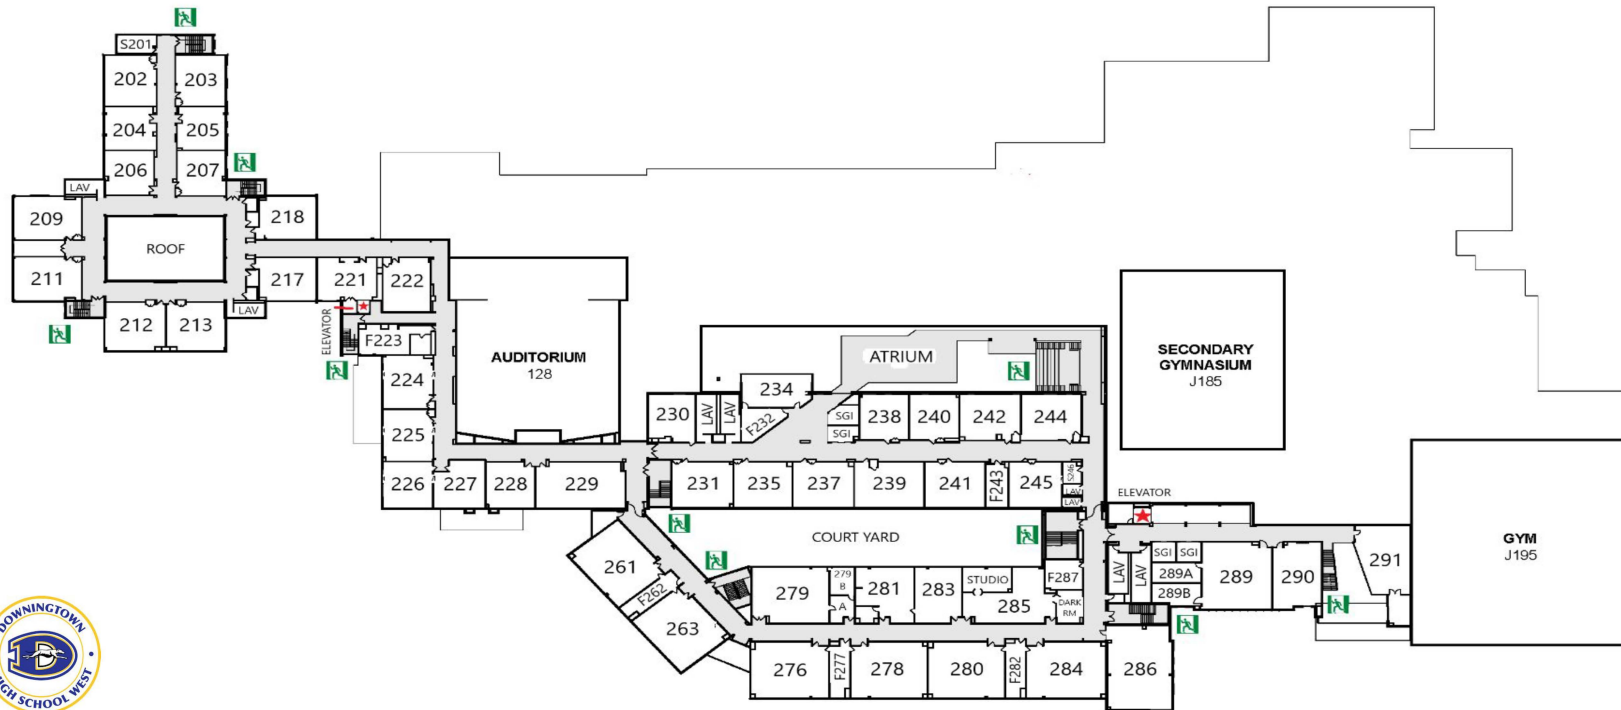 S201
202
203
204
205
206
207
LAV
209
218
ROOF
211
217
221
222
LAV
212
213
ELEVATOR
F223
224
AUDITORIUM
128
225
226
227
228
229
ATRIUM
234
230
LAV
LAV
F232
SGI
SGI
238
240
242
244
231
235
237
239
241
F243
245
S246
LAV
LAV
SECONDARY
GYMNASIUM
J185
ELEVATOR
COURT YARD
GYM
J195
261
F262
263
279
279
B
A
281
283
STUDIO
285
F287
DARK
RM
LAV
LAV
SGI
SGI
289A
289B
289
290
291
276
F277
278
280
F282
284
286
DOWNINGTOWN
D
HIGH SCHOOL WEST